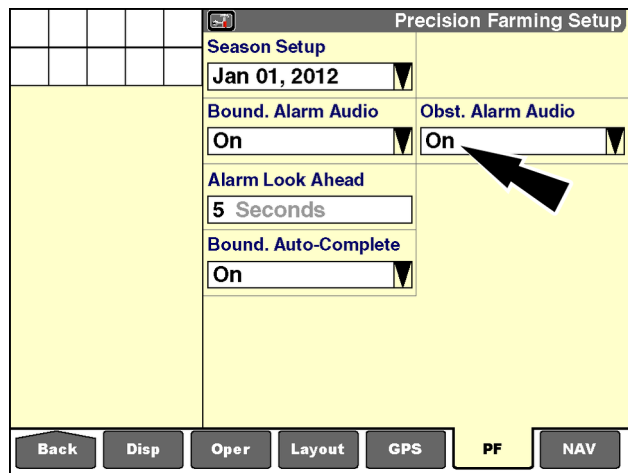 Precision Farming Setup
Season Setup
Jan 01, 2012
Bound. Alarm Audio
Obst. Alarm Audio
On
On
Alarm Look Ahead
5 Seconds
Bound. Auto-Complete
On
Back Disp Oper Layout GPS PF NAV